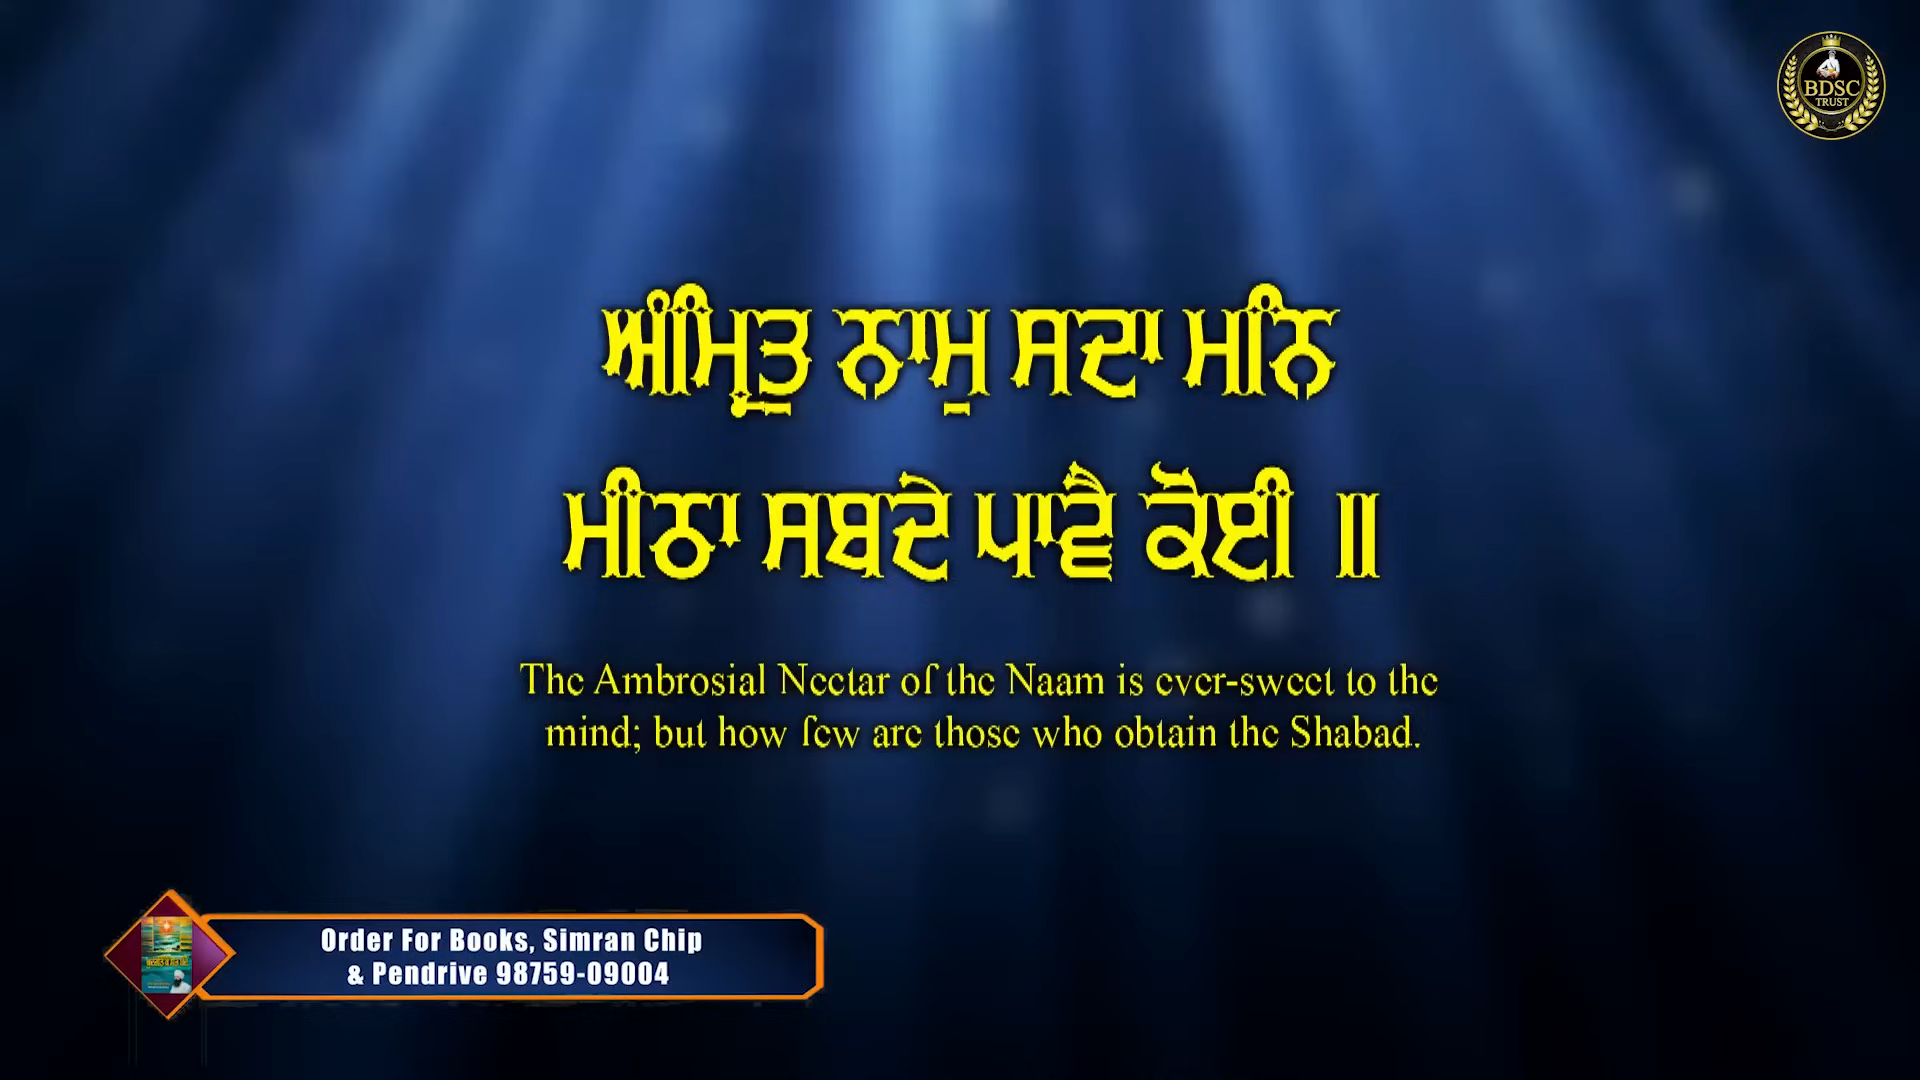 BDSC
TRUST
ਅੰਮ੍ਰਿਤੁ ਨਾਮੁ ਸਦਾ ਮਨਿ
ਮੀਠਾ ਸਬਦੇ ਪਾਵੈ ਕੋਈ ॥
The Ambrosial Nectar of the Naam is ever-sweet to the
mind; but how few are those who obtain the Shabad.
Order For Books, Simran Chip
& Pendrive 98759-09004